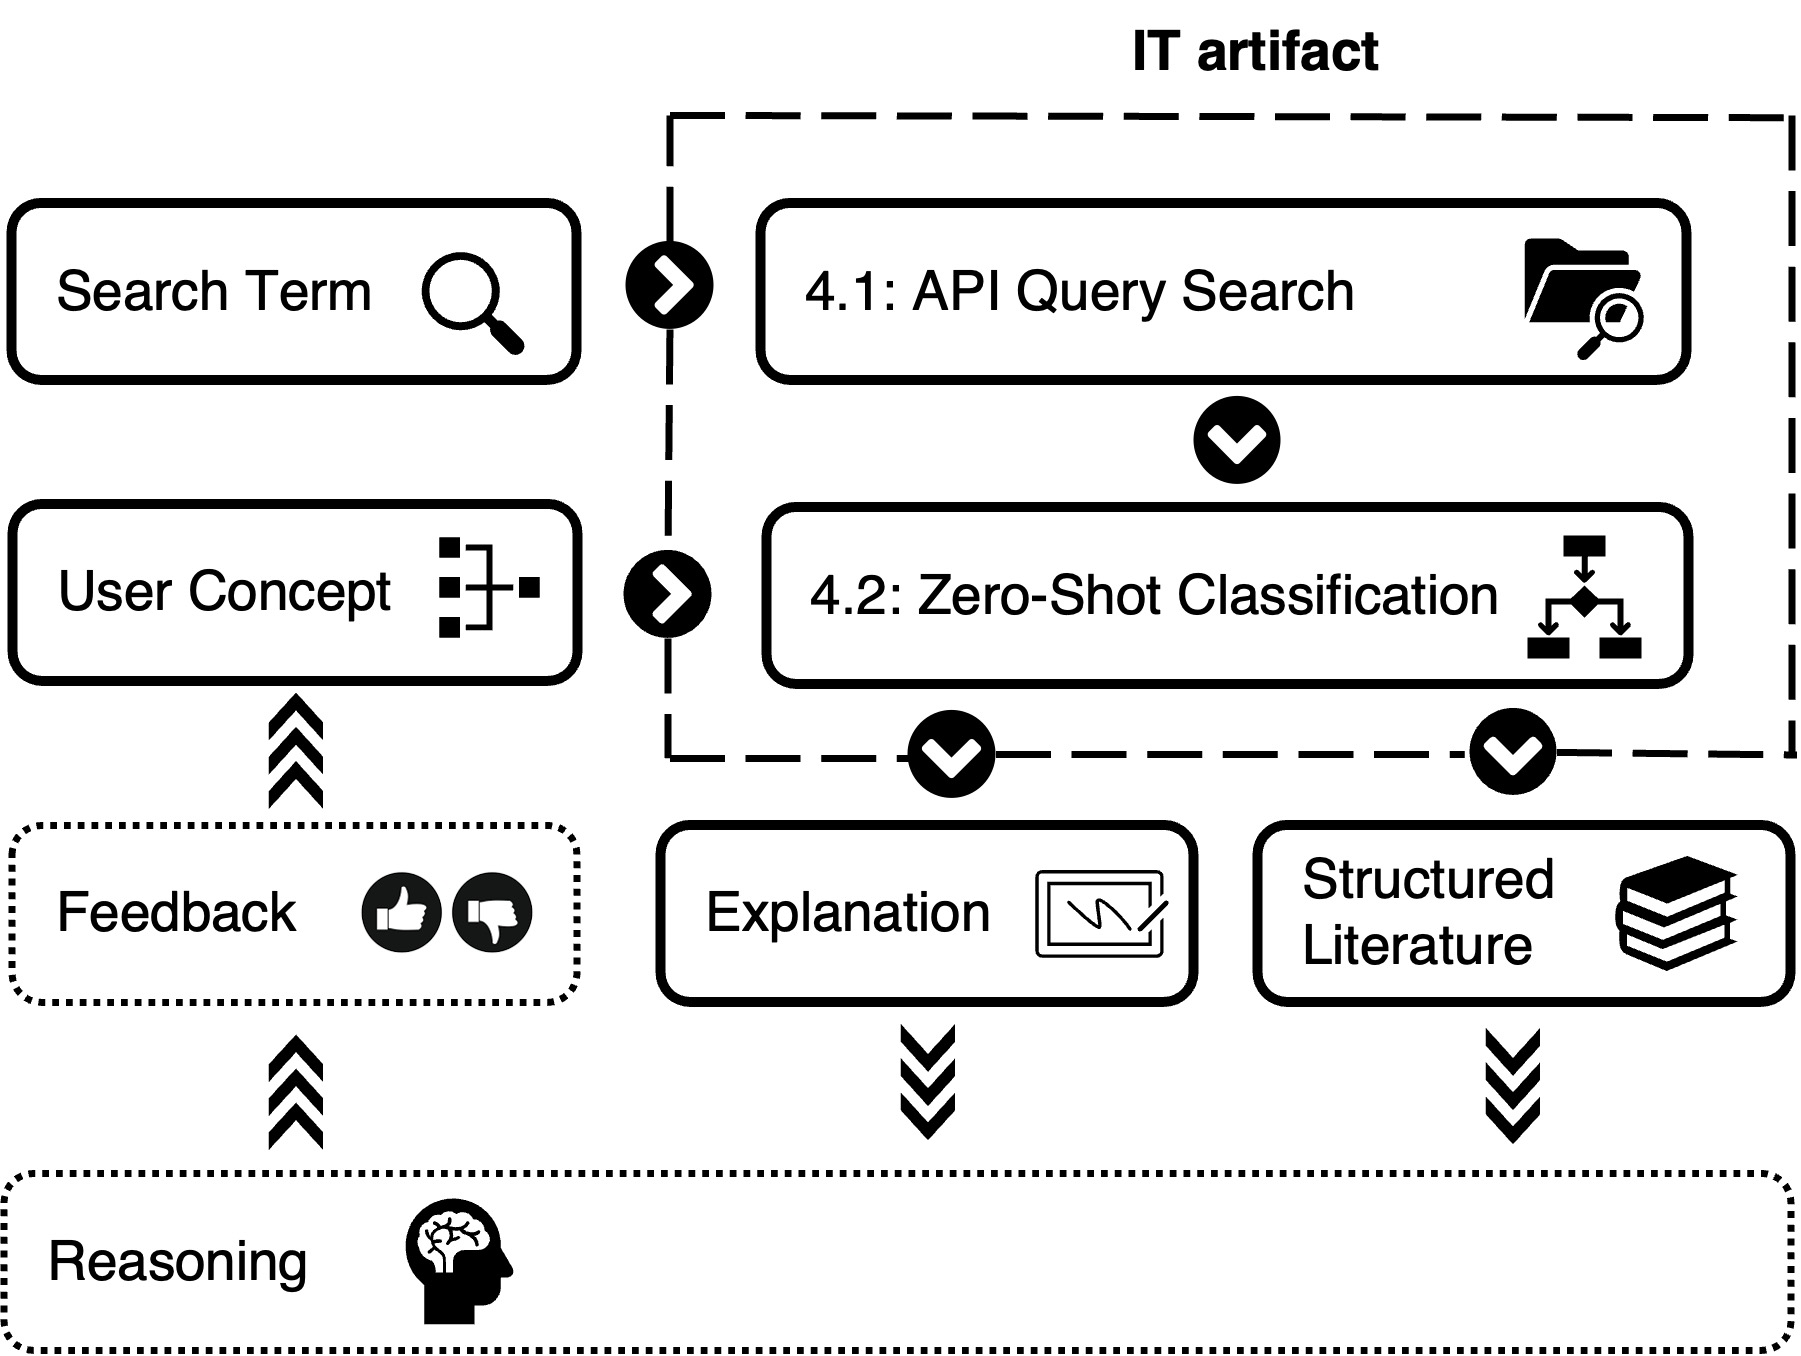 IT artifact
Search Term
4.1: API Query Search
User Concept
4.2: Zero-Shot Classification
Feedback
Explanation
Structured
Literature
Reasoning